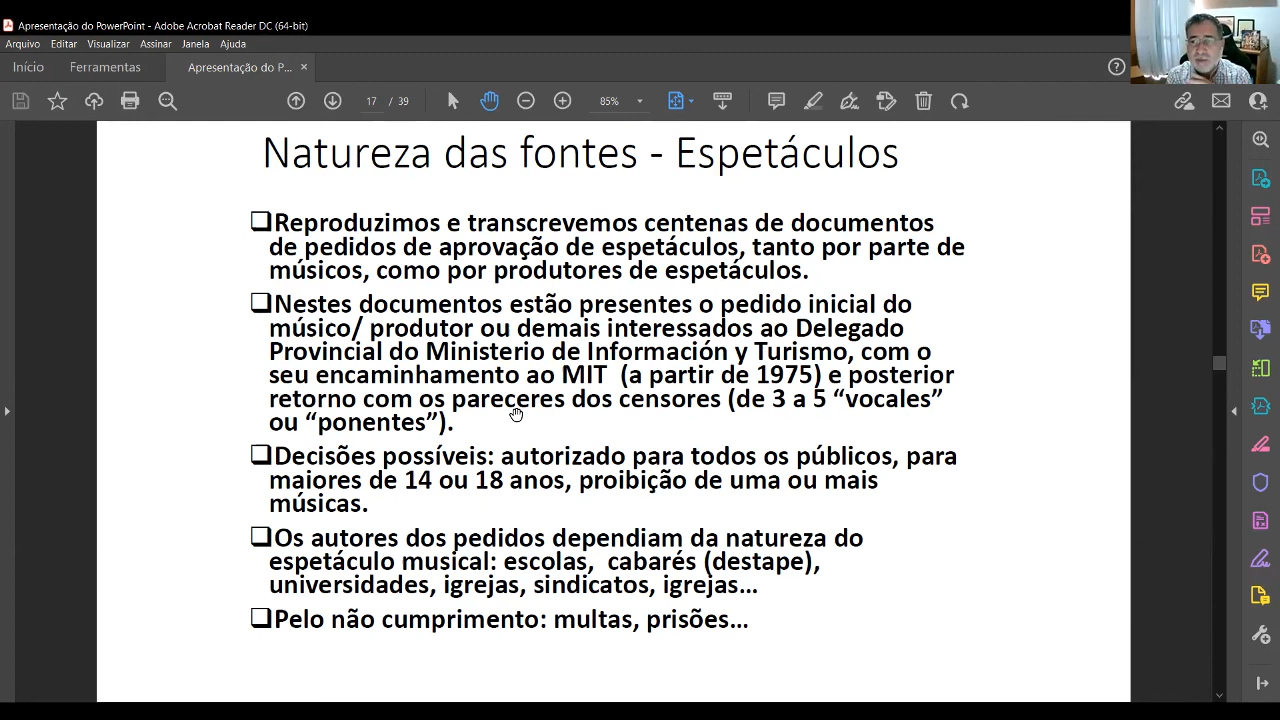 Apresentação do PowerPoint - Adobe Acrobat Reader DC (64-bit)
Arquivo Editar Visualizar Assinar Janela Ajuda
Início Ferramentas Apresentação do P... ×
17 / 39 85%
Natureza das fontes - Espetáculos
Reproduzimos e transcrevemos centenas de documentos
de pedidos de aprovação de espetáculos, tanto por parte de
músicos, como por produtores de espetáculos.
Nestes documentos estão presentes o pedido inicial do
músico/ produtor ou demais interessados ao Delegado
Provincial do Ministerio de Información y Turismo, com o
seu encaminhamento ao MIT (a partir de 1975) e posterior
retorno com os pareceres dos censores (de 3 a 5 “vocales”
ou “ponentes”).
Decisões possíveis: autorizado para todos os públicos, para
maiores de 14 ou 18 anos, proibição de uma ou mais
músicas.
Os autores dos pedidos dependiam da natureza do
espetáculo musical: escolas, cabarés (destape),
universidades, igrejas, sindicatos, igrejas…
Pelo não cumprimento: multas, prisões…